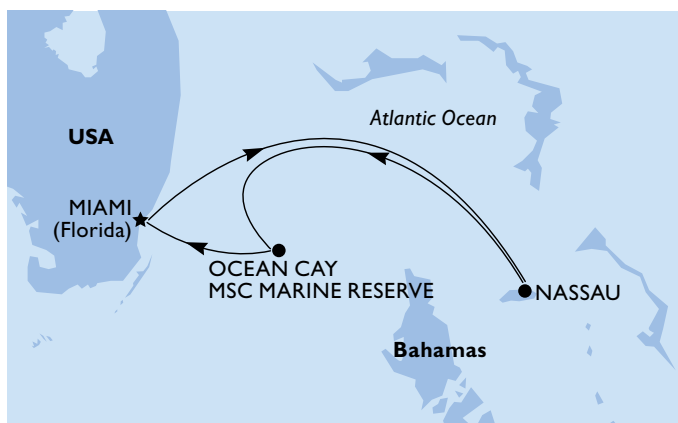 Atlantic Ocean
USA
MIAMI
(Florida)
OCEAN CAY
MSC MARINE RESERVE
NASSAU
Bahamas